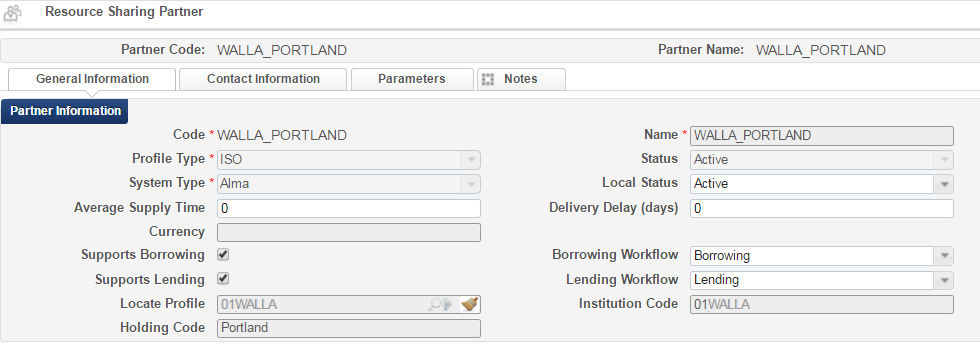 Resource Sharing Partner
Partner Code: WALLA_PORTLAND Partner Name: WALLA_PORTLAND
General Information Contact Information Parameters Notes
Partner Information
Code * WALLA_PORTLAND Name * WALLA_PORTLAND
Profile Type * ISO Status Active
System Type * Alma Local Status Active
Average Supply Time 0 Delivery Delay (days) 0
Currency
Supports Borrowing Borrowing Workflow Borrowing
Supports Lending Lending Workflow Lending
Locate Profile 01WALLA Institution Code 01WALLA
Holding Code Portland